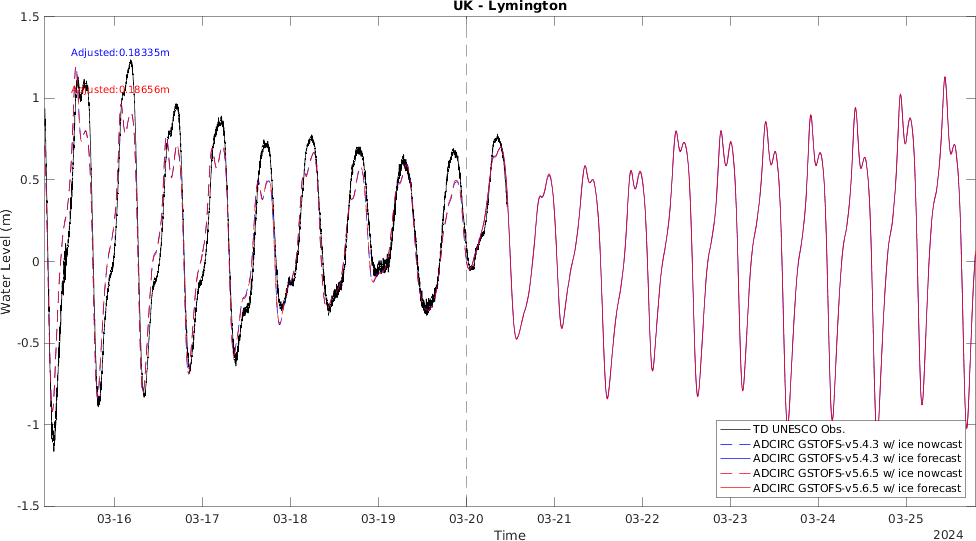 UK - Lymington
1.5
Adjusted:0.18335m
1
Adjusted:0.18656m
0.5
Water Level (m)
0
-0.5
-1
-1.5
TD UNESCO Obs.
ADCIRC GSTOFS-v5.4.3 w/ ice nowcast
ADCIRC GSTOFS-v5.4.3 w/ ice forecast
ADCIRC GSTOFS-v5.6.5 w/ ice nowcast
ADCIRC GSTOFS-v5.6.5 w/ ice forecast
03-16 03-17 03-18 03-19 03-20 03-21 03-22 03-23 03-24 03-25
Time
2024